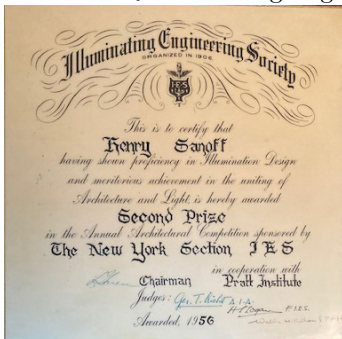 Illuminating Engineering Society
ORGANIZED IN 1906
IES
This is to certify that
Henry Sanoff
having shown proficiency in Illumination Design
and meritorious achievement in the uniting of
Architecture and Light, is hereby awarded
Second Prize
in the Annual Architectural Competition sponsored by
The New York Section, IES
in cooperation with
Chairman Pratt Institute
Judges: Geo. T. A.I.A.
Awarded, 1956